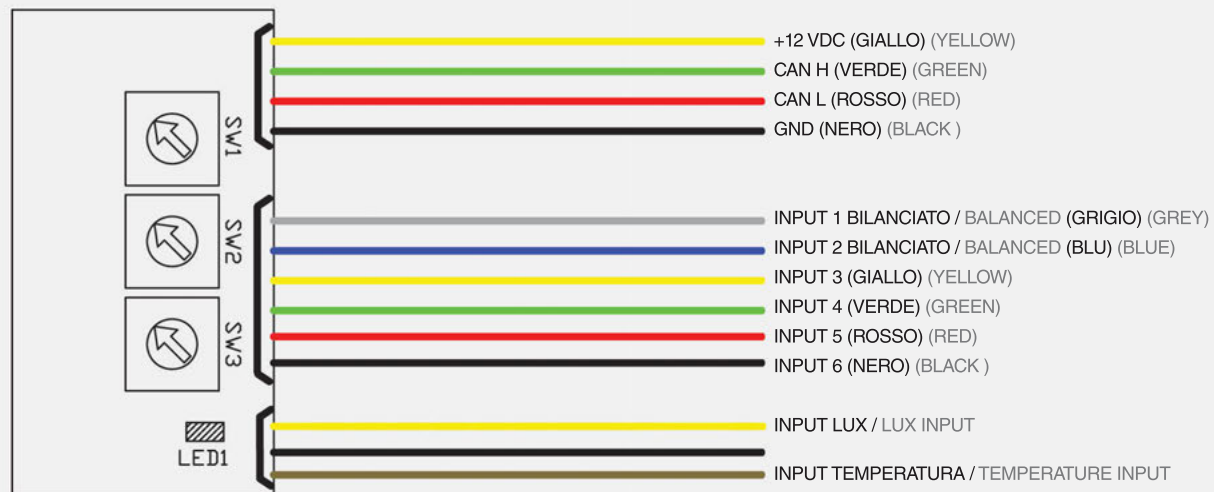 +12 VDC (GIALLO) (YELLOW)
CAN H (VERDE) (GREEN)
CAN L (ROSSO) (RED)
GND (NERO) (BLACK )
SW1
INPUT 1 BILANCIATO / BALANCED (GRIGIO) (GREY)
SW2
INPUT 2 BILANCIATO / BALANCED (BLU) (BLUE)
INPUT 3 (GIALLO) (YELLOW)
INPUT 4 (VERDE) (GREEN)
SW3
INPUT 5 (ROSSO) (RED)
INPUT 6 (NERO) (BLACK )
INPUT LUX / LUX INPUT
LED1
INPUT TEMPERATURA / TEMPERATURE INPUT